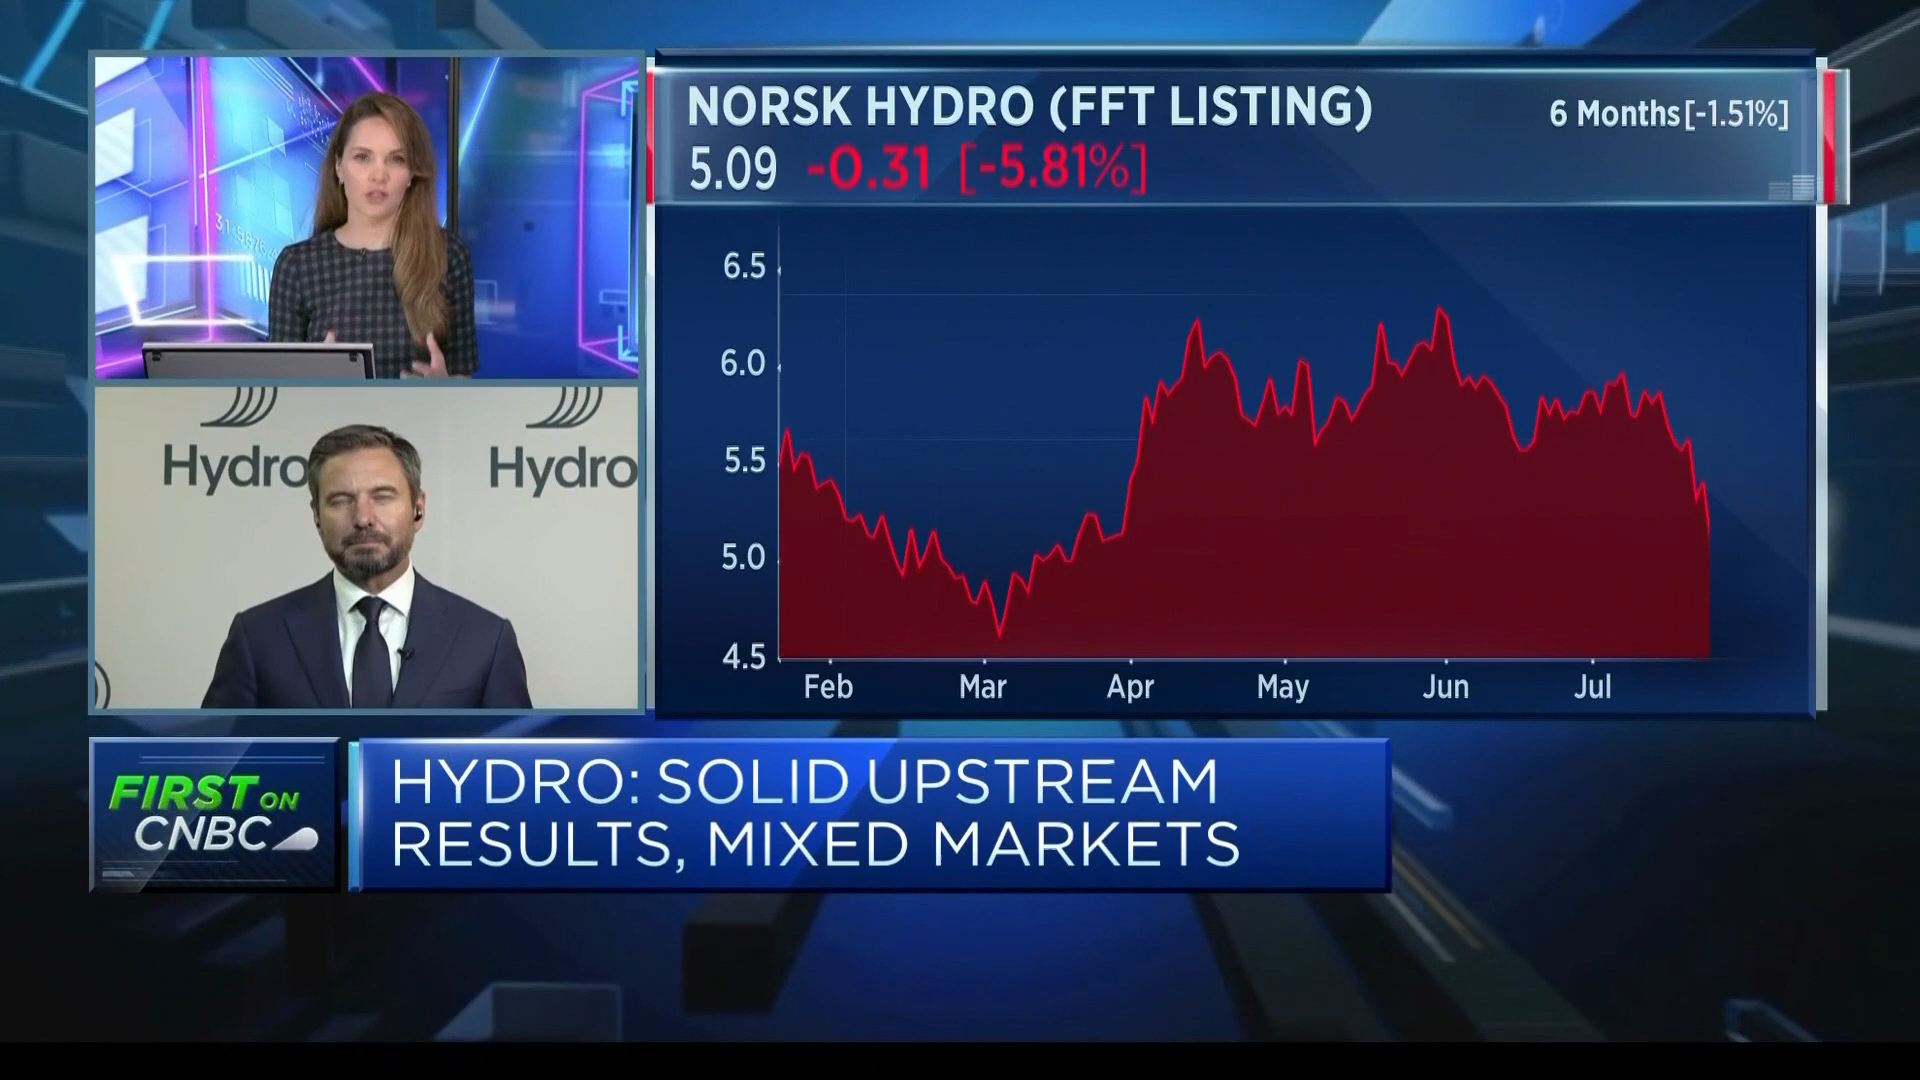 NORSK HYDRO (FFT LISTING)
6 Months[-1.51%]
5.09 -0.31 [-5.81%]
6.5
6.0
5.5
5.0
4.5
Feb Mar Apr May Jun Jul
Hydro
Hydro
FIRST ON
CNBC
HYDRO: SOLID UPSTREAM
RESULTS, MIXED MARKETS